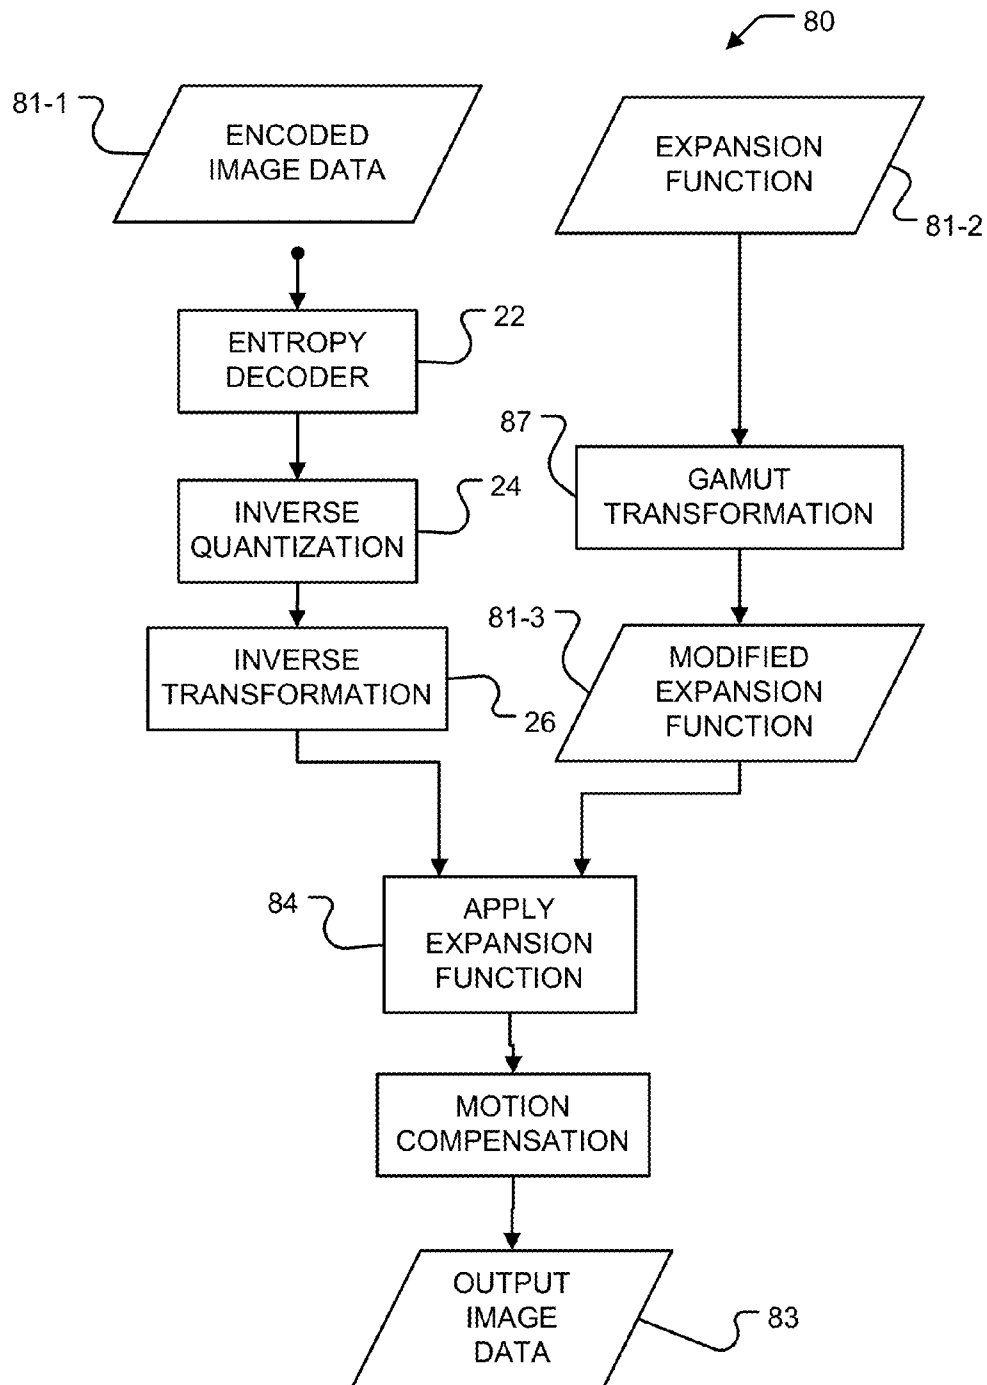 80
81-1
ENCODED
IMAGE DATA
EXPANSION
FUNCTION
81-2
22
ENTROPY
DECODER
87
GAMUT
TRANSFORMATION
24
INVERSE
QUANTIZATION
81-3
INVERSE
TRANSFORMATION
26
MODIFIED
EXPANSION
FUNCTION
84
APPLY
EXPANSION
FUNCTION
MOTION
COMPENSATION
OUTPUT
IMAGE
DATA
83